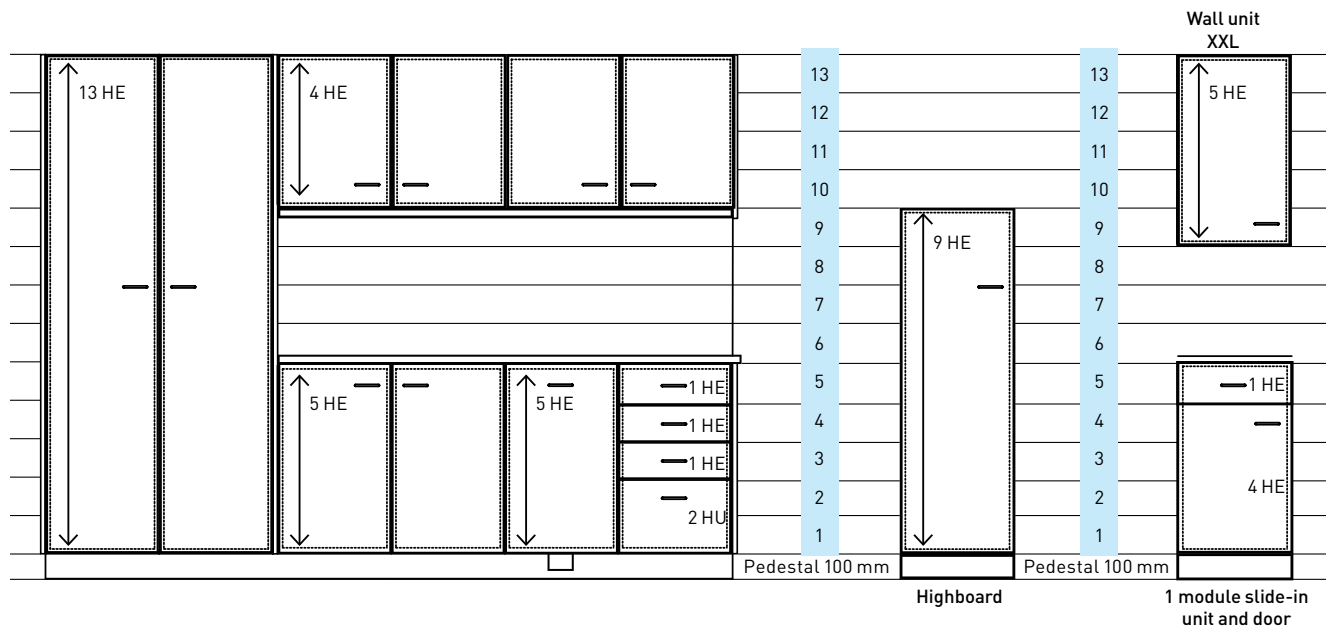 Wall unit
XXL
13 HE
4 HE
13
12
11
10
9
8
7
6
5
4
3
2
1
9 HE
13
12
11
10
9
8
7
6
5
4
3
2
1
5 HE
5 HE
5 HE
1 HE
1 HE
1 HE
2 HU
1 HE
4 HE
Pedestal 100 mm
Pedestal 100 mm
Highboard
1 module slide-in
unit and door